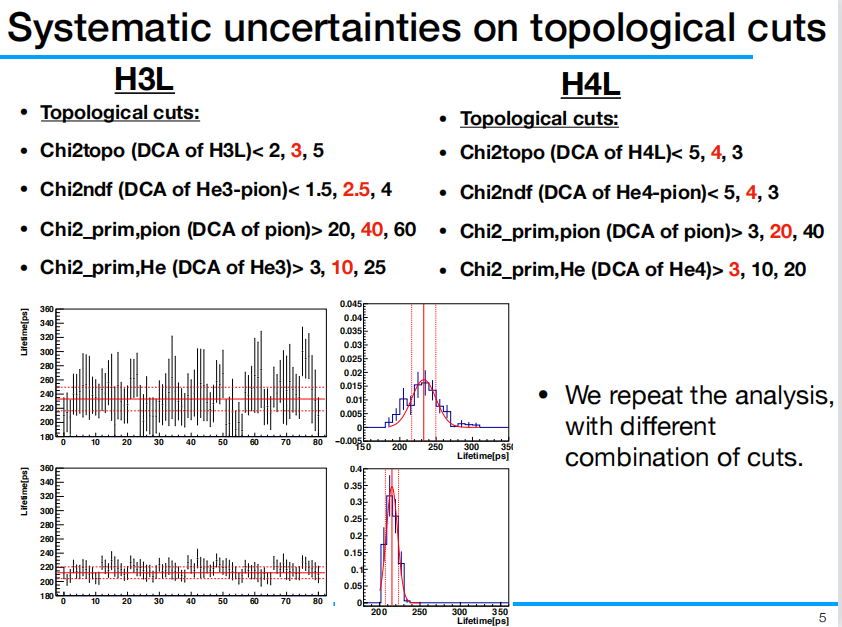 Systematic uncertainties on topological cuts
H3L
• Topological cuts:
• Chi2topo (DCA of H3L)< 2, 3, 5
• Chi2ndf (DCA of He3-pion)< 1.5, 2.5, 4
• Chi2_prim,pion (DCA of pion)> 20, 40, 60
• Chi2_prim,He (DCA of He3)> 3, 10, 25
H4L
• Topological cuts:
• Chi2topo (DCA of H4L)< 5, 4, 3
• Chi2ndf (DCA of He4-pion)< 5, 4, 3
• Chi2_prim,pion (DCA of pion)> 3, 20, 40
• Chi2_prim,He (DCA of He4)> 3, 10, 20
Lifetime[ps]
360
340
320
300
280
260
240
220
200
180
0 10 20 30 40 50 60 70 80
0.045
0.04
0.035
0.03
0.025
0.02
0.015
0.01
0.005
0
−0.005
150 200 250 300 350
Lifetime[ps]
Lifetime[ps]
360
340
320
300
280
260
240
220
200
180
0 10 20 30 40 50 60 70 80
0.4
0.35
0.3
0.25
0.2
0.15
0.1
0.05
0
200 250 300 350
Lifetime[ps]
• We repeat the analysis,
with different
combination of cuts.
5